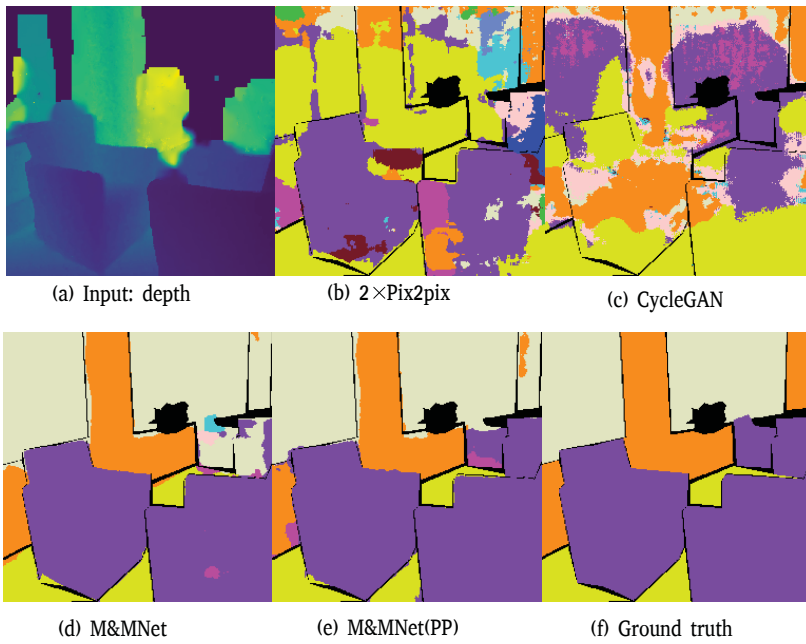 (a) Input: depth
(b) 2×Pix2pix
(c) CycleGAN
(d) M&MNet
(e) M&MNet(PP)
(f) Ground truth